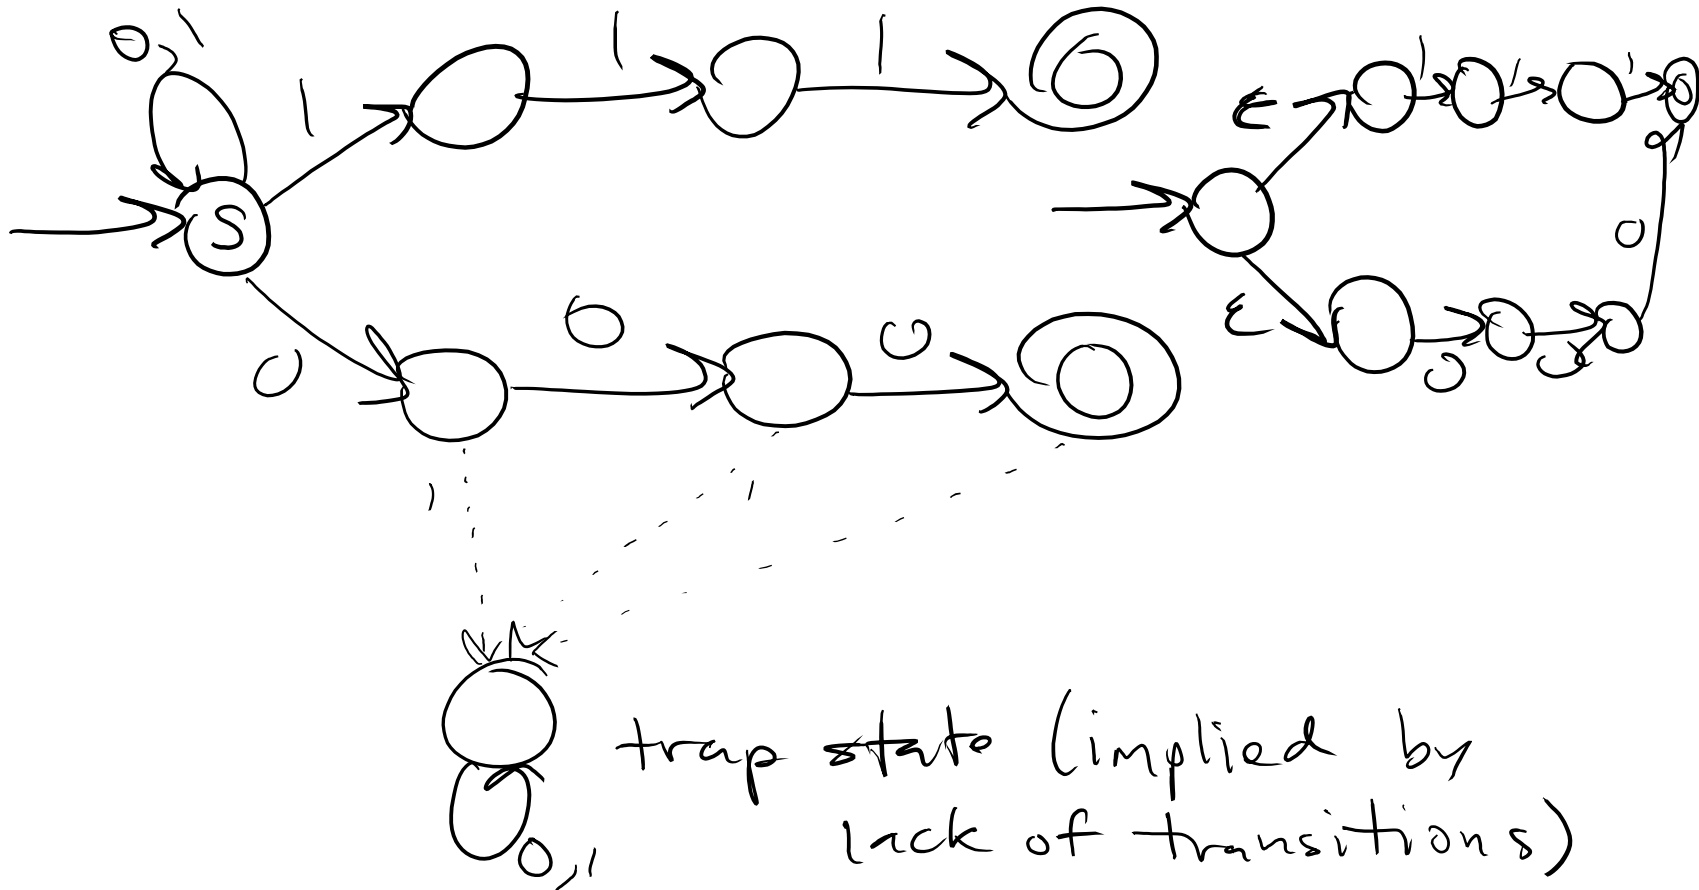 0, 1
1 1 1
S
0 0 0
ε 1 1 1
ε 0 0 0
1 1
trap state (implied by
lack of transitions)
0,1